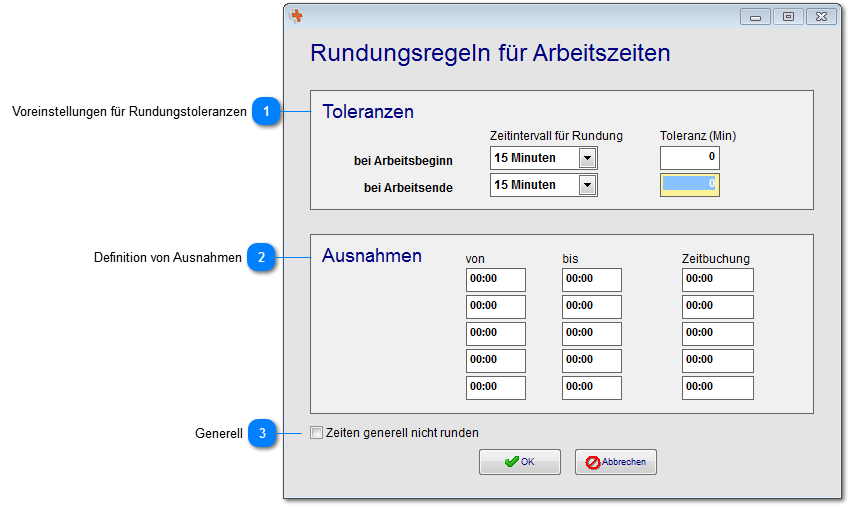 Rundungsregeln für Arbeitszeiten
Voreinstellungen für Rundungstoleranzen 1
Toleranzen
Zeitintervall für Rundung Toleranz (Min)
bei Arbeitsbeginn 15 Minuten 0
bei Arbeitsende 15 Minuten 0
Definition von Ausnahmen 2
Ausnahmen von bis Zeitbuchung
00:00 00:00 00:00
00:00 00:00 00:00
00:00 00:00 00:00
00:00 00:00 00:00
00:00 00:00 00:00
Generell 3
Zeiten generell nicht runden
OK Abbrechen